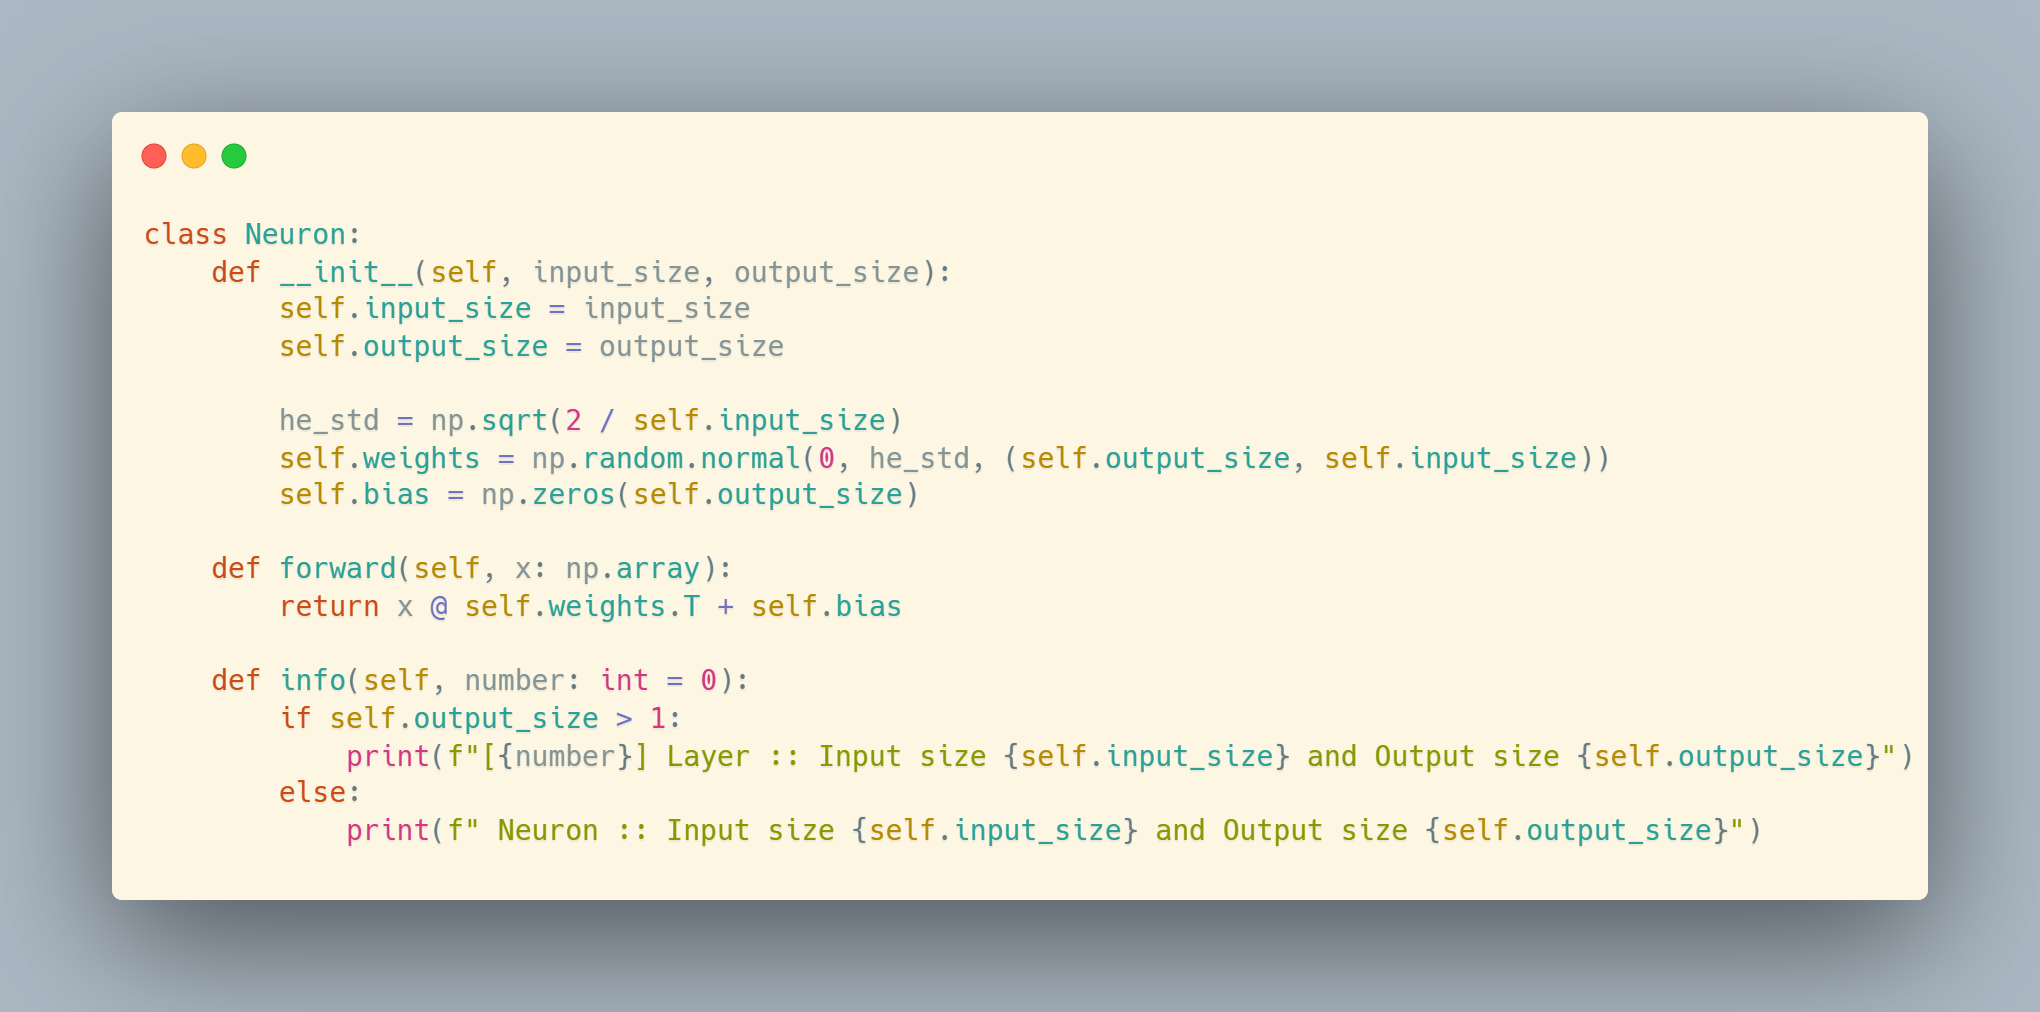 class Neuron:
    def __init__(self, input_size, output_size):
        self.input_size = input_size
        self.output_size = output_size

        he_std = np.sqrt(2 / self.input_size)
        self.weights = np.random.normal(0, he_std, (self.output_size, self.input_size))
        self.bias = np.zeros(self.output_size)

    def forward(self, x: np.array):
        return x @ self.weights.T + self.bias

    def info(self, number: int = 0):
        if self.output_size > 1:
            print(f"[{number}] Layer :: Input size {self.input_size} and Output size {self.output_size}")
        else:
            print(f" Neuron :: Input size {self.input_size} and Output size {self.output_size}")